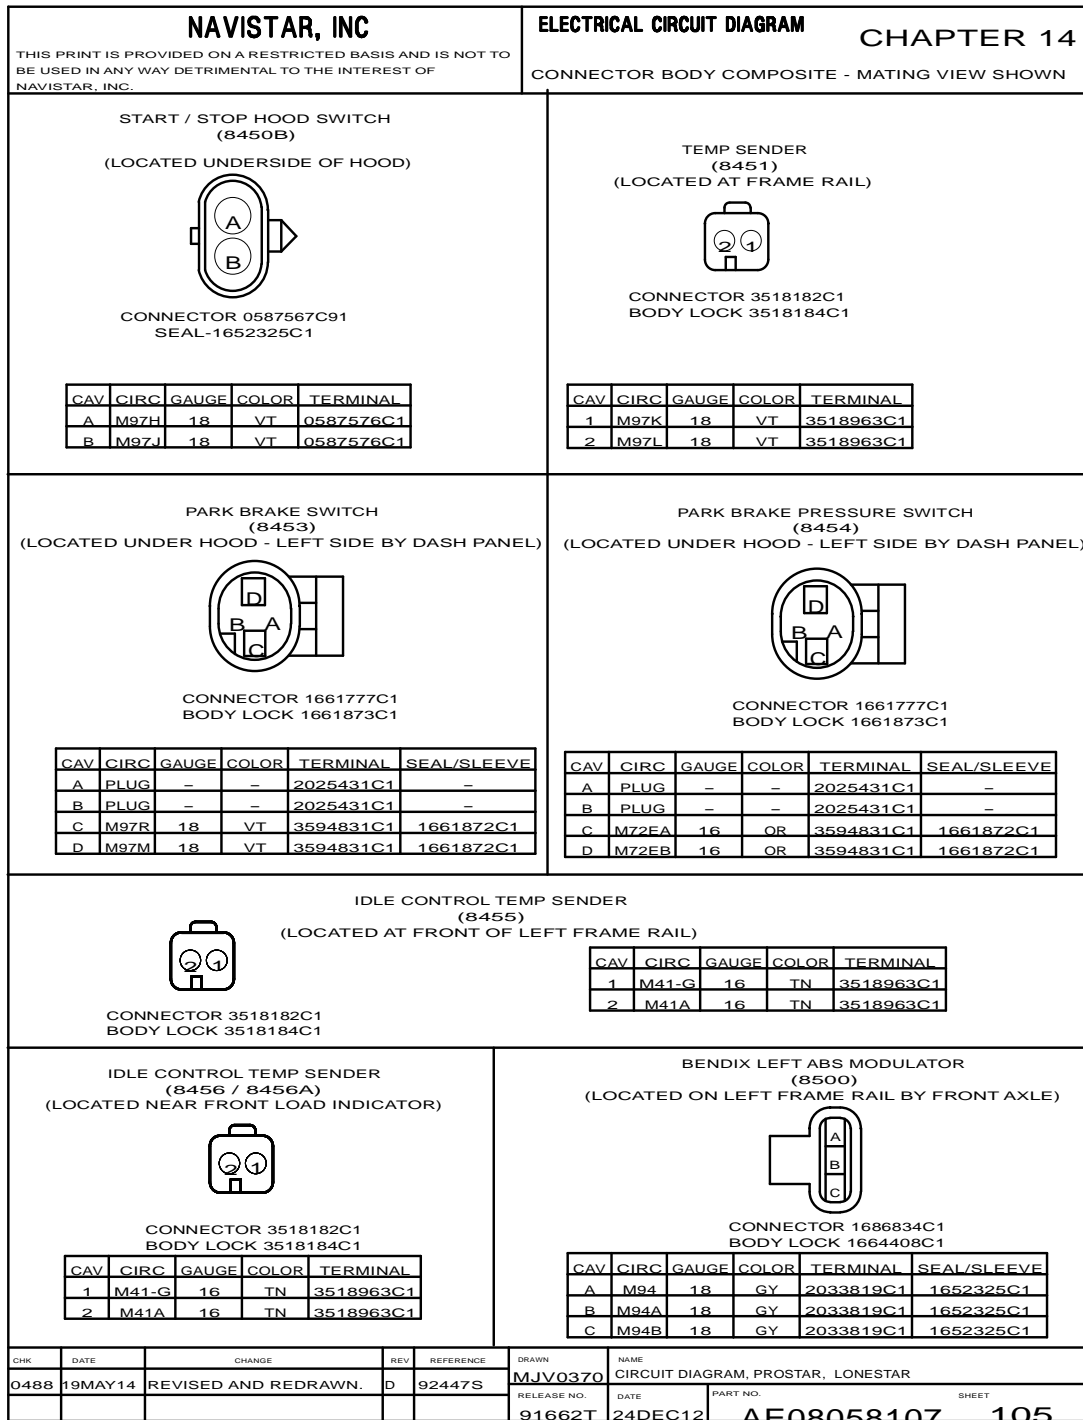 NAVISTAR, INC
THIS PRINT IS PROVIDED ON A RESTRICTED BASIS AND IS NOT TO
BE USED IN ANY WAY DETRIMENTAL TO THE INTEREST OF
NAVISTAR, INC.
ELECTRICAL CIRCUIT DIAGRAM
CHAPTER 14
CONNECTOR BODY COMPOSITE - MATING VIEW SHOWN
START / STOP HOOD SWITCH
(8450B)
(LOCATED UNDERSIDE OF HOOD)
A
B
CONNECTOR 0587567C91
SEAL-1652325C1
CAV CIRC GAUGE COLOR TERMINAL
A M97H 18 VT 0587576C1
B M97J 18 VT 0587576C1
TEMP SENDER
(8451)
(LOCATED AT FRAME RAIL)
2 1
CONNECTOR 3518182C1
BODY LOCK 3518184C1
CAV CIRC GAUGE COLOR TERMINAL
1 M97K 18 VT 3518963C1
2 M97L 18 VT 3518963C1
PARK BRAKE SWITCH
(8453)
(LOCATED UNDER HOOD - LEFT SIDE BY DASH PANEL)
D
B A
C
CONNECTOR 1661777C1
BODY LOCK 1661873C1
CAV CIRC GAUGE COLOR TERMINAL SEAL/SLEEVE
A PLUG – – 2025431C1 –
B PLUG – – 2025431C1 –
C M97R 18 VT 3594831C1 1661872C1
D M97M 18 VT 3594831C1 1661872C1
PARK BRAKE PRESSURE SWITCH
(8454)
(LOCATED UNDER HOOD - LEFT SIDE BY DASH PANEL)
D
B A
C
CONNECTOR 1661777C1
BODY LOCK 1661873C1
CAV CIRC GAUGE COLOR TERMINAL SEAL/SLEEVE
A PLUG – – 2025431C1 –
B PLUG – – 2025431C1 –
C M72EA 16 OR 3594831C1 1661872C1
D M72EB 16 OR 3594831C1 1661872C1
IDLE CONTROL TEMP SENDER
(8455)
(LOCATED AT FRONT OF LEFT FRAME RAIL)
2 1
CONNECTOR 3518182C1
BODY LOCK 3518184C1
CAV CIRC GAUGE COLOR TERMINAL
1 M41-G 16 TN 3518963C1
2 M41A 16 TN 3518963C1
IDLE CONTROL TEMP SENDER
(8456 / 8456A)
(LOCATED NEAR FRONT LOAD INDICATOR)
2 1
CONNECTOR 3518182C1
BODY LOCK 3518184C1
CAV CIRC GAUGE COLOR TERMINAL
1 M41-G 16 TN 3518963C1
2 M41A 16 TN 3518963C1
BENDIX LEFT ABS MODULATOR
(8500)
(LOCATED ON LEFT FRAME RAIL BY FRONT AXLE)
A
B
C
CONNECTOR 1686834C1
BODY LOCK 1664408C1
CAV CIRC GAUGE COLOR TERMINAL SEAL/SLEEVE
A M94 18 GY 2033819C1 1652325C1
B M94A 18 GY 2033819C1 1652325C1
C M94B 18 GY 2033819C1 1652325C1
CHK DATE CHANGE REV REFERENCE
0488 19MAY14 REVISED AND REDRAWN. D 92447S
DRAWN NAME
MJV0370 CIRCUIT DIAGRAM, PROSTAR, LONESTAR
RELEASE NO. DATE PART NO. SHEET
91662T 24DEC12 AE08058107 105